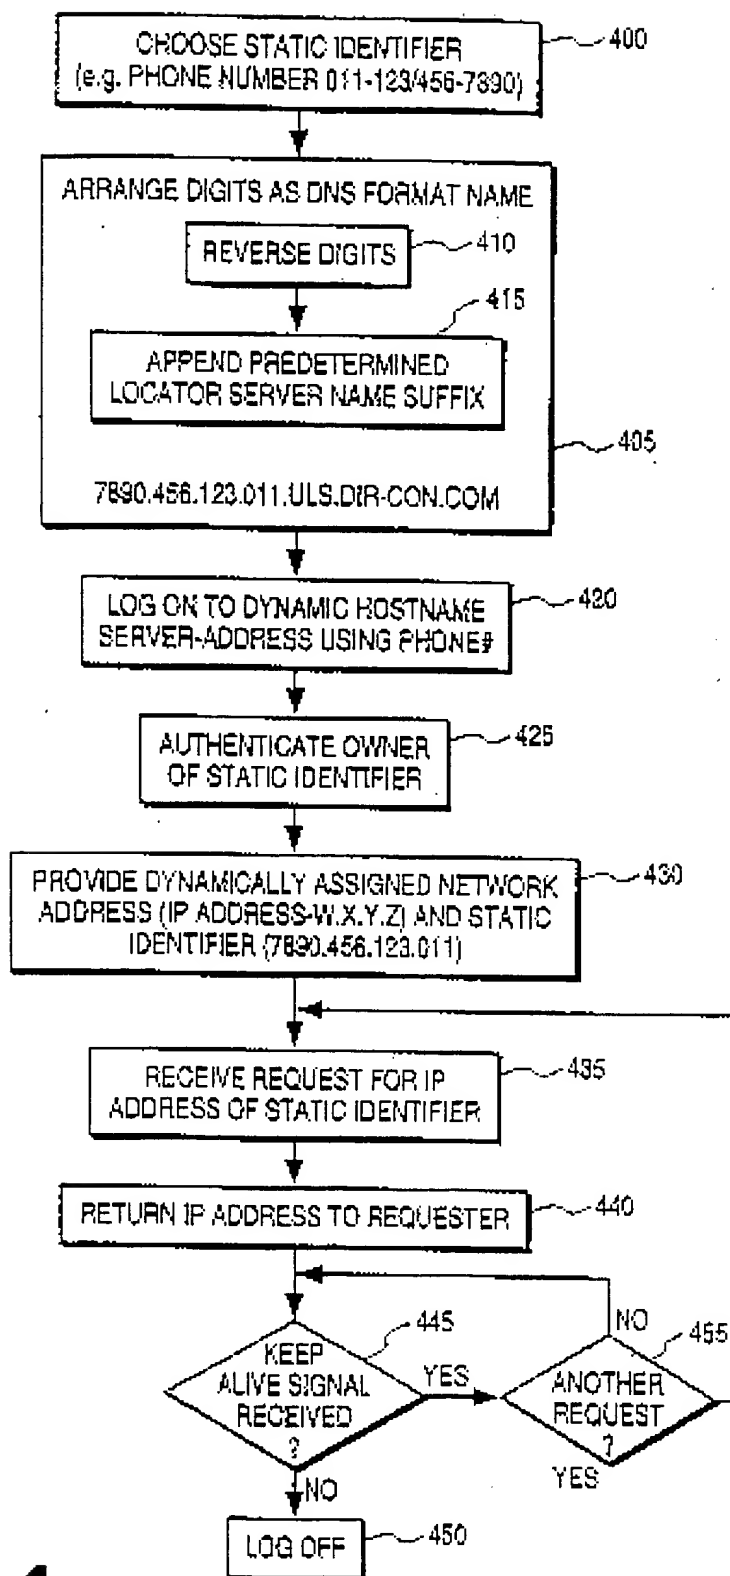 CHOOSE STATIC IDENTIFIER
(e.g. PHONE NUMBER 011-123/456-7890)
400
ARRANGE DIGITS AS DNS FORMAT NAME
REVERSE DIGITS
410
415
APPEND PREDETERMINED
LOCATOR SERVER NAME SUFFIX
405
7890.456.123.011.ULS.DIR-CON.COM
LOG ON TO DYNAMIC HOSTNAME
SERVER-ADDRESS USING PHONE#
420
AUTHENTICATE OWNER
OF STATIC IDENTIFIER
425
PROVIDE DYNAMICALLY ASSIGNED NETWORK
ADDRESS (IP ADDRESS-W.X.Y.Z) AND STATIC
IDENTIFIER (7890.456.123.011)
430
RECEIVE REQUEST FOR IP
ADDRESS OF STATIC IDENTIFIER
435
RETURN IP ADDRESS TO REQUESTER
440
KEEP
ALIVE SIGNAL
RECEIVED
?
445
YES
NO
ANOTHER
REQUEST
?
455
NO
YES
LOG OFF
450